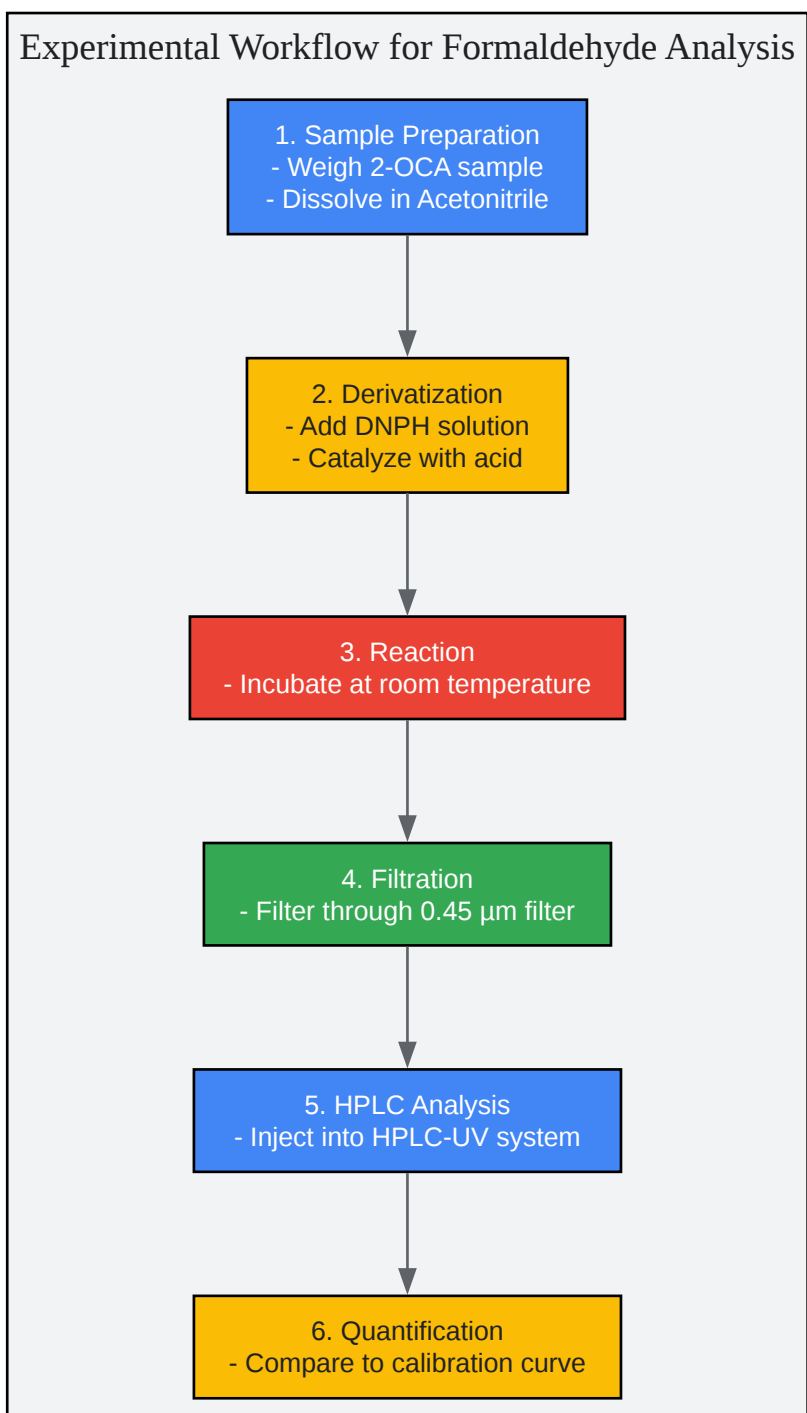 Experimental Workflow for Formaldehyde Analysis
1. Sample Preparation
- Weigh 2-OCA sample
- Dissolve in Acetonitrile
2. Derivatization
- Add DNPH solution
- Catalyze with acid
3. Reaction
- Incubate at room temperature
4. Filtration
- Filter through 0.45 µm filter
5. HPLC Analysis
- Inject into HPLC-UV system
6. Quantification
- Compare to calibration curve